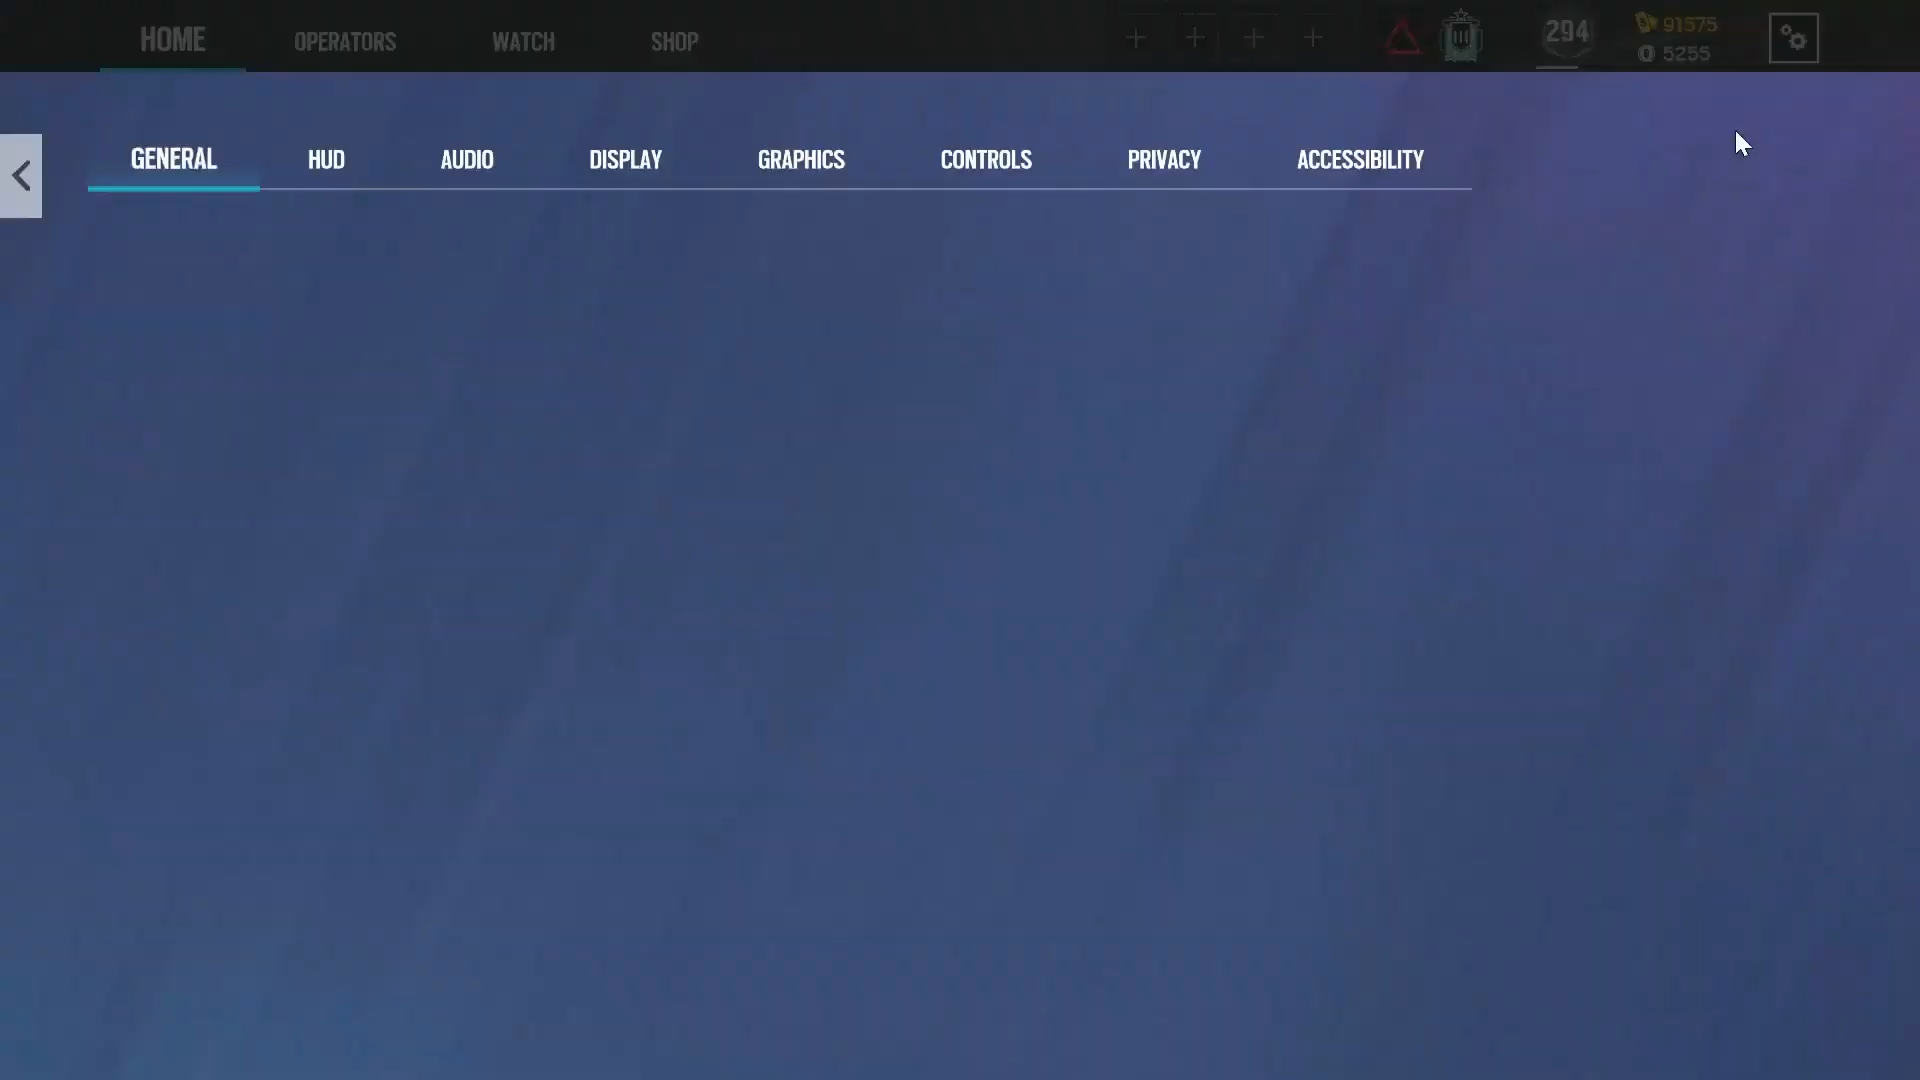 HOME OPERATORS WATCH SHOP 294 91575
5255
GENERAL HUD AUDIO DISPLAY GRAPHICS CONTROLS PRIVACY ACCESSIBILITY